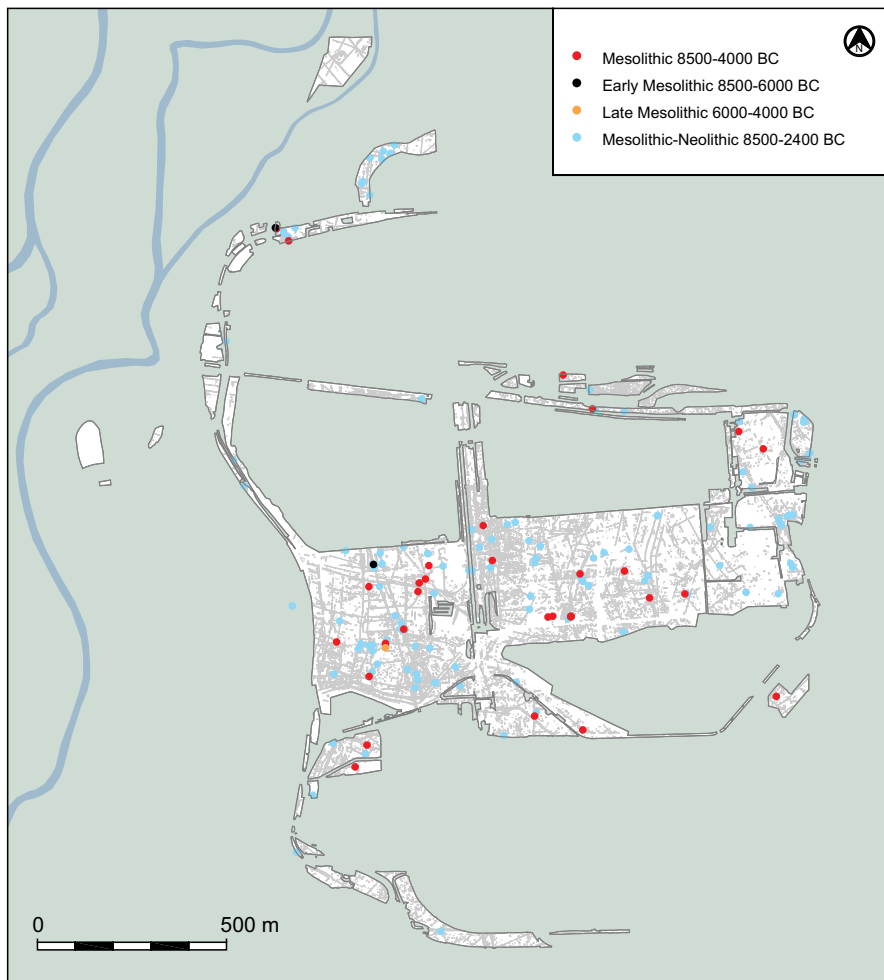 Mesolithic 8500-4000 BC
N
Early Mesolithic 8500-6000 BC
Late Mesolithic 6000-4000 BC
Mesolithic-Neolithic 8500-2400 BC
0 500 m